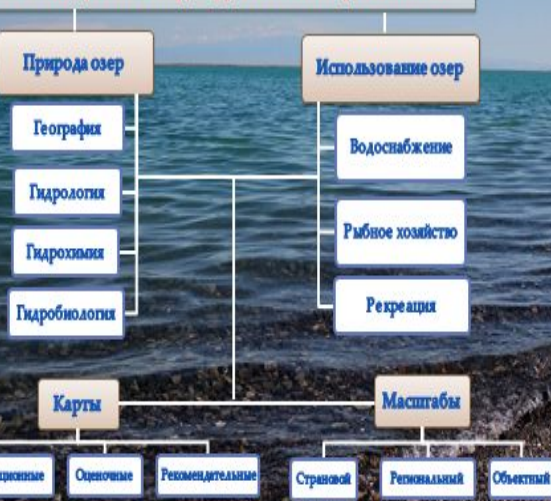 Природа озер
Использование озер
География
Водоснабжение
Гидрология
Рыбное хозяйство
Гидрохимия
Рекреация
Гидробиология
Карты
Масштабы
Оценочные
Рекомендательные
Страновой
Региональный
Объектный